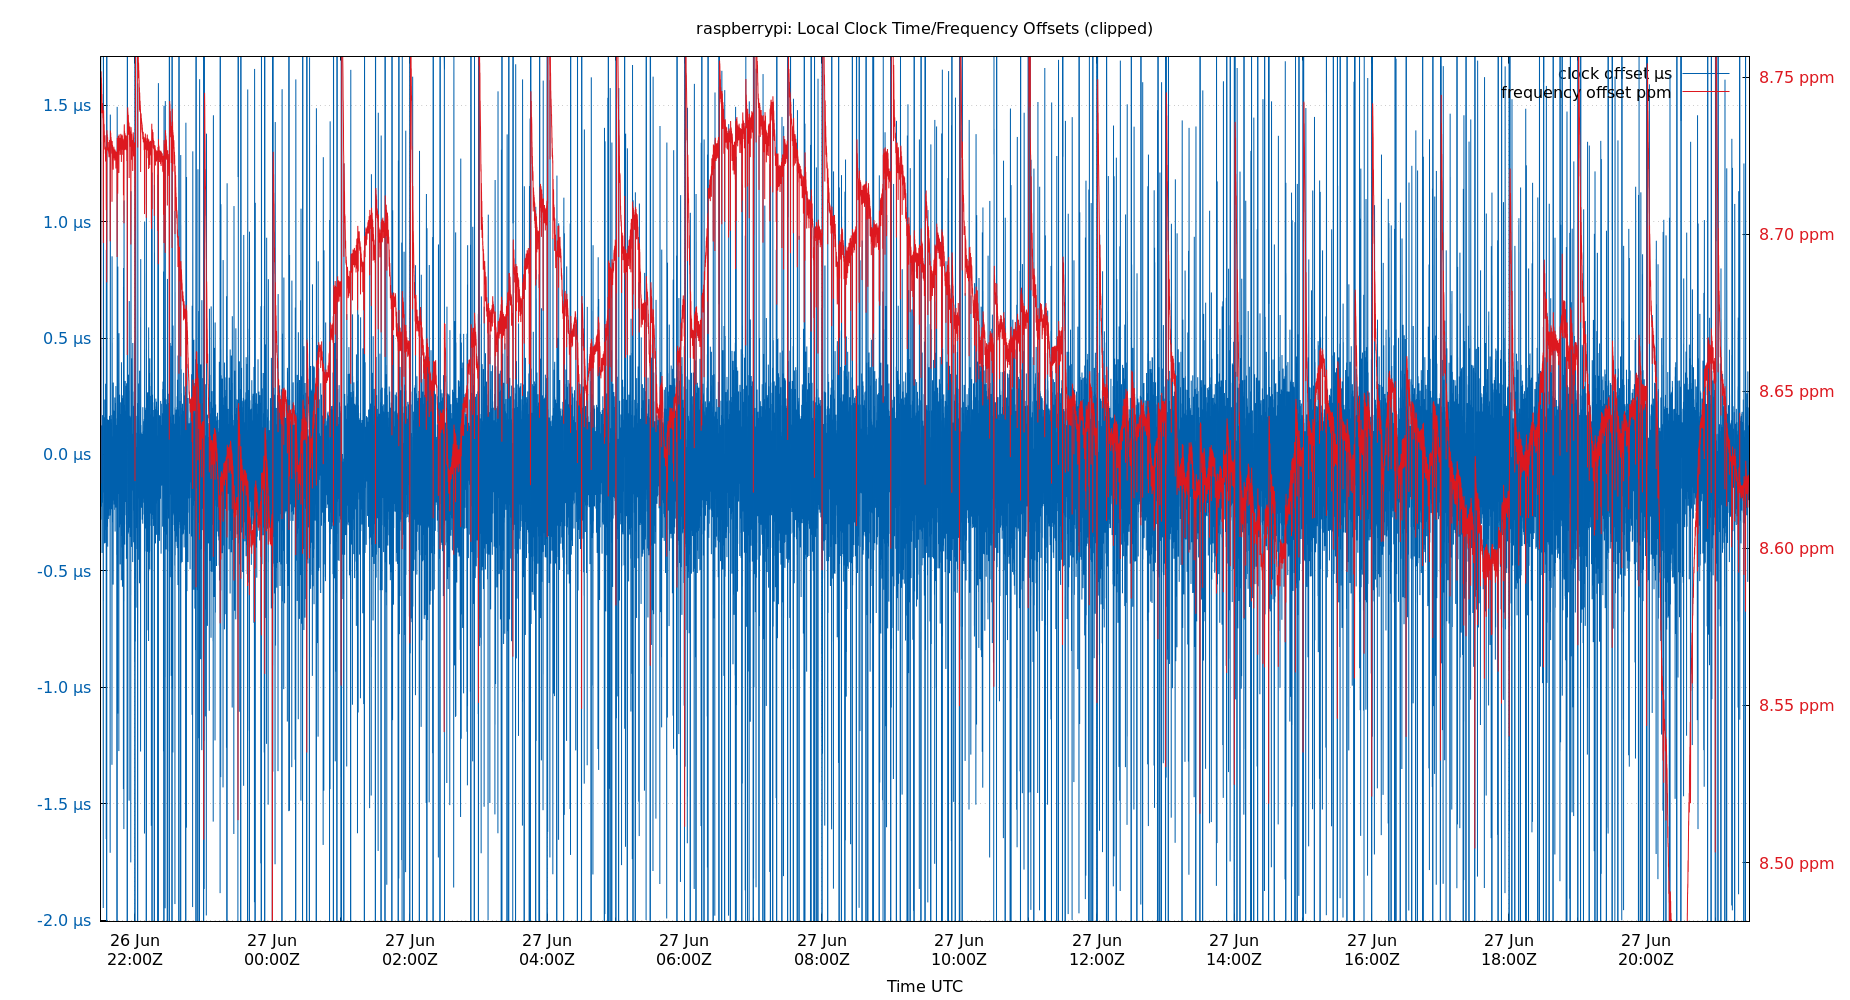 raspberrypi: Local Clock Time/Frequency Offsets (clipped)
clock offset µs
frequency offset ppm
1.5 µs
1.0 µs
0.5 µs
0.0 µs
-0.5 µs
-1.0 µs
-1.5 µs
-2.0 µs
8.75 ppm
8.70 ppm
8.65 ppm
8.60 ppm
8.55 ppm
8.50 ppm
26 Jun 27 Jun 27 Jun 27 Jun 27 Jun 27 Jun 27 Jun 27 Jun 27 Jun 27 Jun 27 Jun 27 Jun
22:00Z 00:00Z 02:00Z 04:00Z 06:00Z 08:00Z 10:00Z 12:00Z 14:00Z 16:00Z 18:00Z 20:00Z
Time UTC